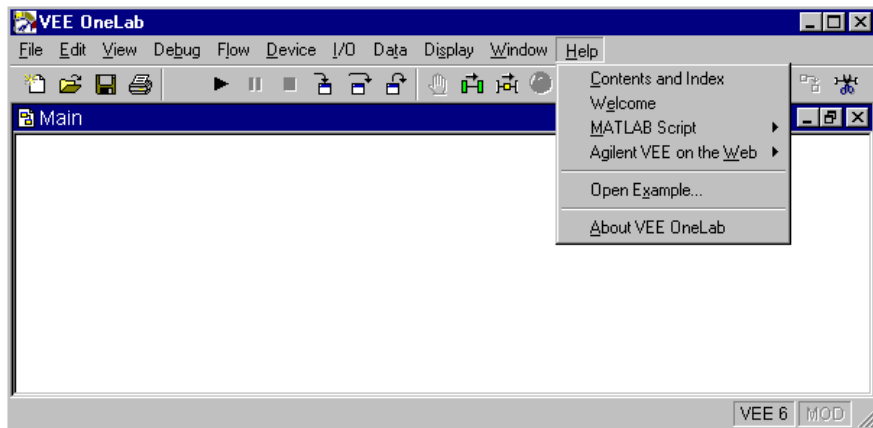 VEE OneLab
File Edit View Debug Flow Device I/O Data Display Window Help
Contents and Index
Welcome
MATLAB Script
Agilent VEE on the Web
Open Example...
About VEE OneLab
Main
VEE 6 MOD